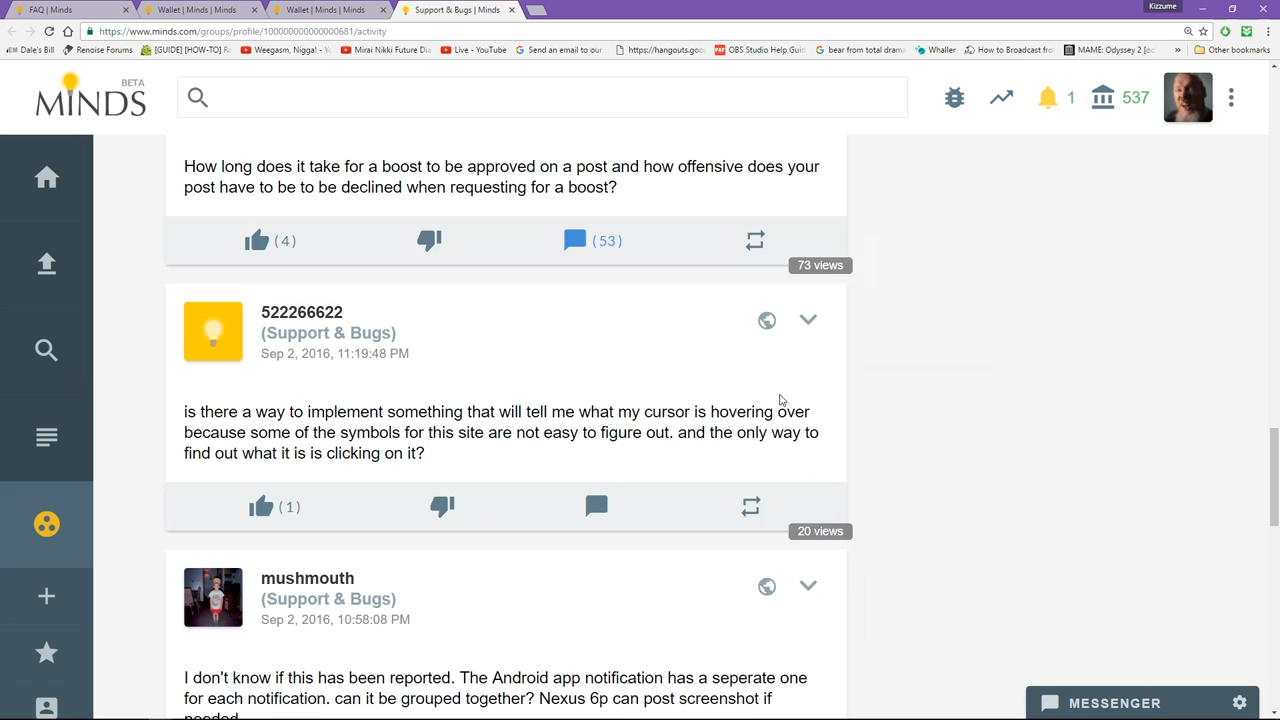 FAQ | Minds
Wallet | Minds | Minds
Wallet | Minds | Minds
Support & Bugs | Minds
Kizzume
https://www.minds.com/groups/profile/100000000000000681/activity
Dale's Bill
Renoise Forums
[GUIDE] [HOW-TO] Ro
Weegasm, Niggal - Yo
Mirai Nikki Future Dia
Live - YouTube
Send an email to our
https://hangouts.goo
OBS Studio Help Guid
bear from total drama
Whaller
How to Broadcast fro
MAME: Odyssey 2 [oc
»
Other bookmarks
MINDS
BETA
1
537
How long does it take for a boost to be approved on a post and how offensive does your
post have to be to be declined when requesting for a boost?
(4)
(53)
73 views
522266622
(Support & Bugs)
Sep 2, 2016, 11:19:48 PM
is there a way to implement something that will tell me what my cursor is hovering over
because some of the symbols for this site are not easy to figure out. and the only way to
find out what it is is clicking on it?
(1)
20 views
mushmouth
(Support & Bugs)
Sep 2, 2016, 10:58:08 PM
I don't know if this has been reported. The Android app notification has a seperate one
for each notification. can it be grouped together? Nexus 6p can post screenshot if
needed
MESSENGER